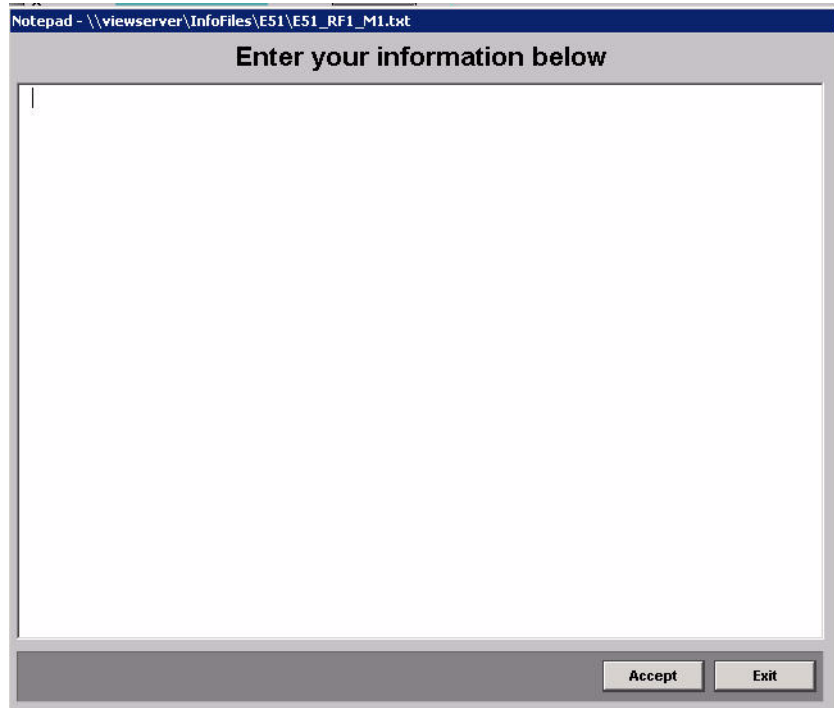 Notepad - \\viewserver\InfoFiles\E51\E51_RF1_M1.txt
Enter your information below
Accept Exit